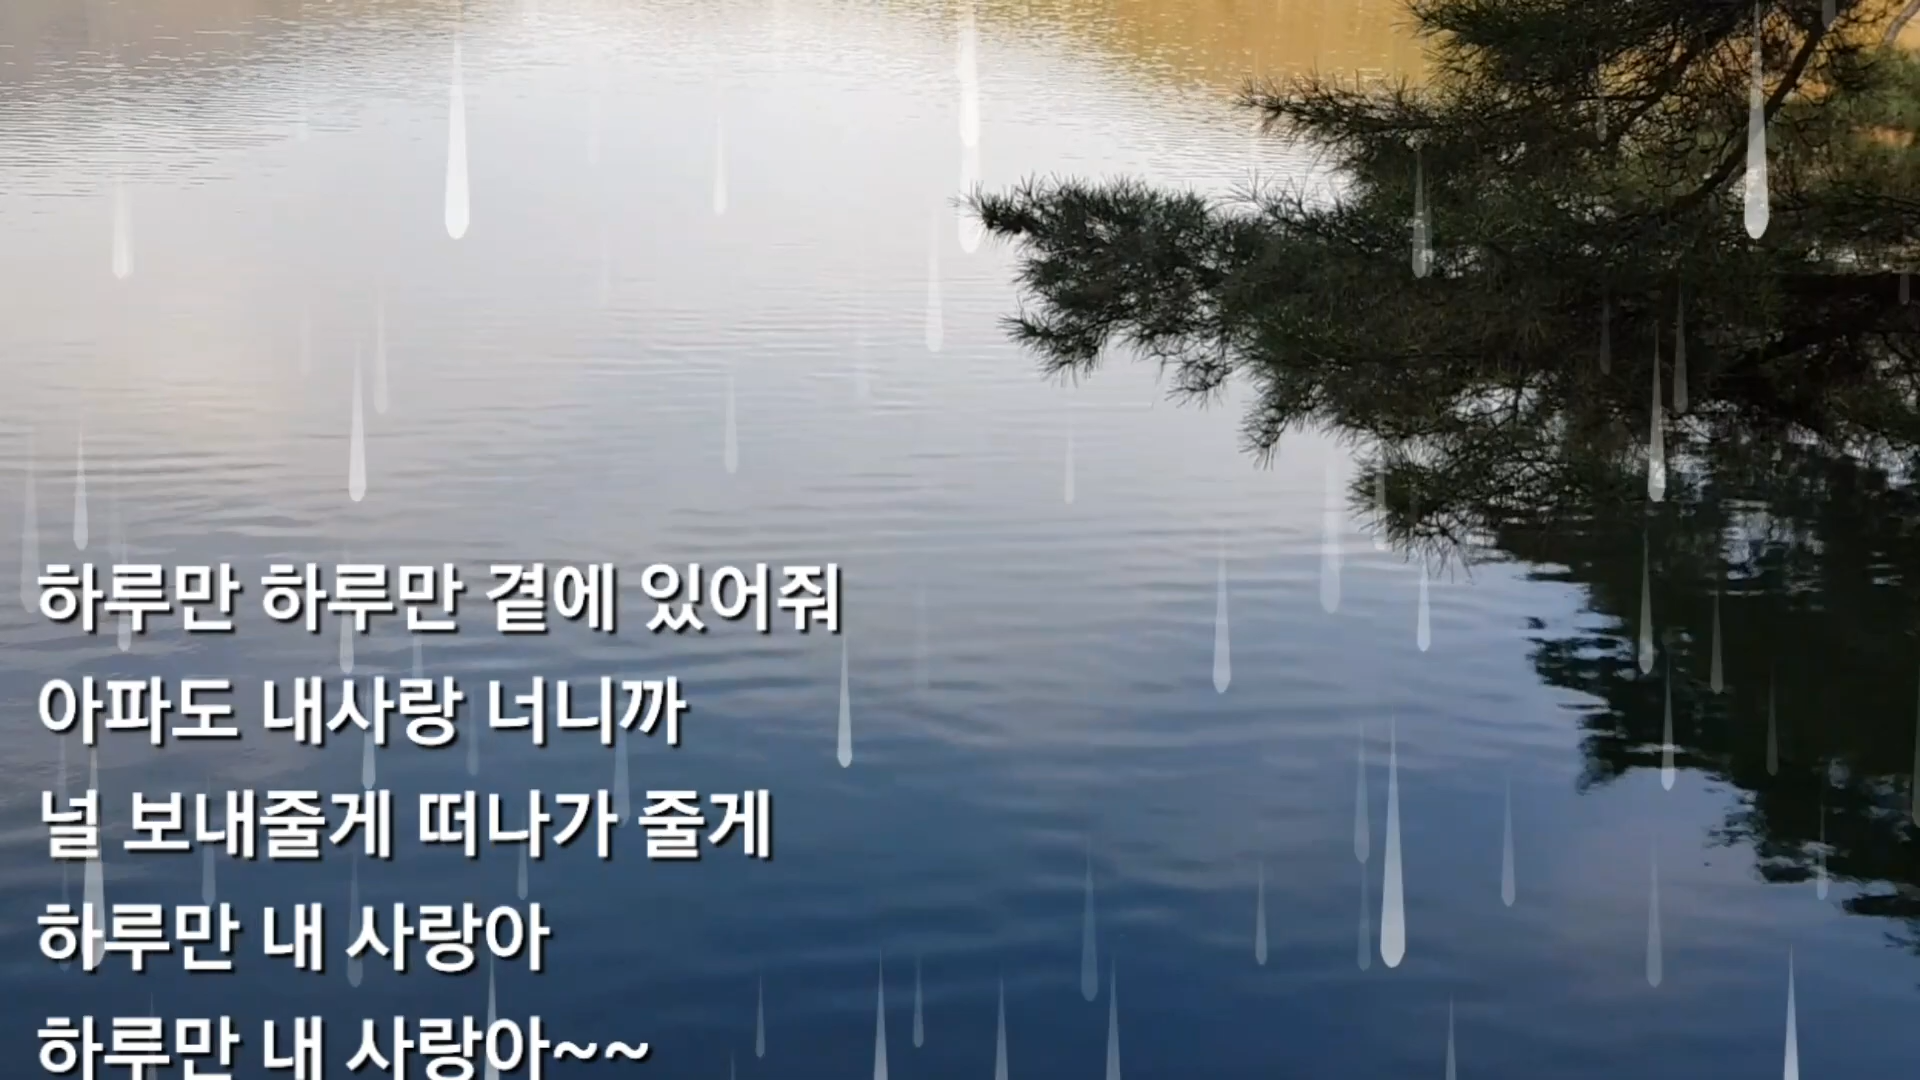 하루만 하루만 곁에 있어줘
아파도 내사랑 너니까
널 보내줄게 떠나가 줄게
하루만 내 사랑아
하루만 내 사랑아~~